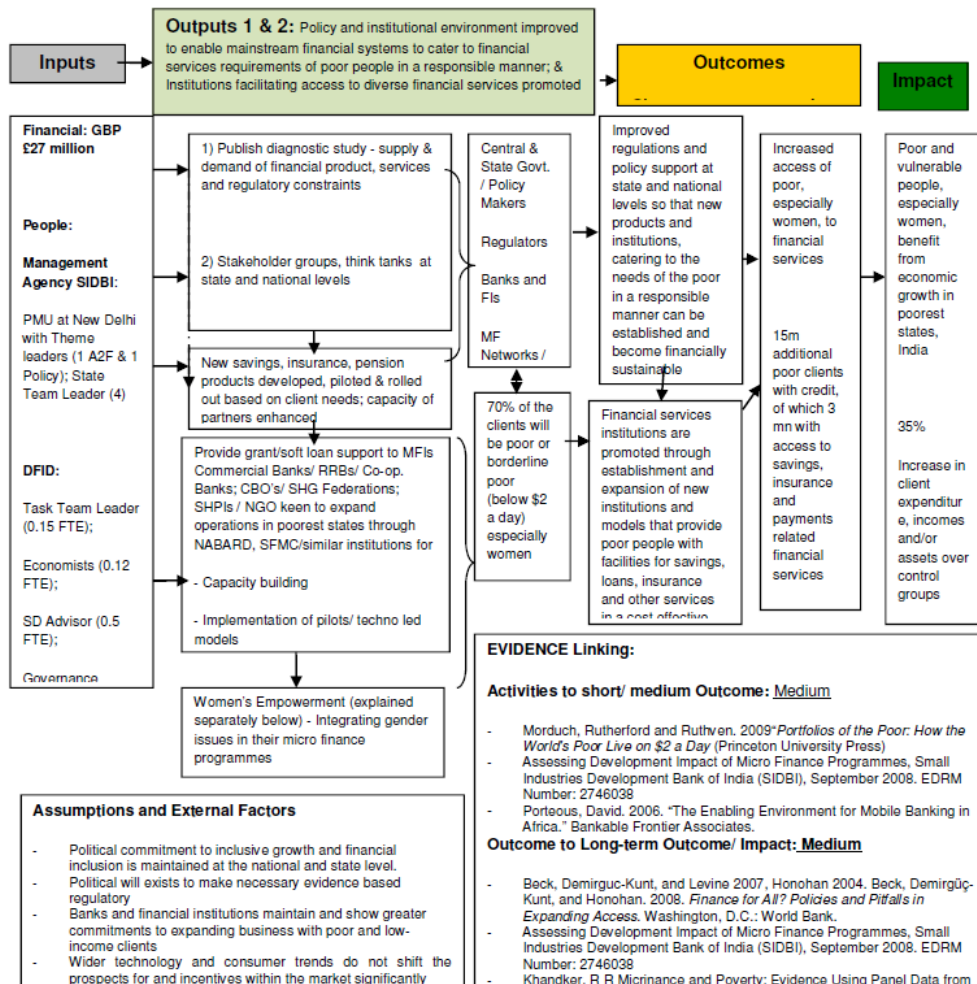 Inputs
Outputs 1 & 2: Policy and institutional environment improved
to enable mainstream financial systems to cater to financial
services requirements of poor people in a responsible manner; &
Institutions facilitating access to diverse financial services promoted
Outcomes
Impact
Financial: GBP
£27 million
People:
Management
Agency SIDBI:
PMU at New Delhi
with Theme
leaders (1 A2F & 1
Policy); State
Team Leader (4)
DFID:
Task Team Leader
(0.15 FTE);
Economists (0.12
FTE);
SD Advisor (0.5
FTE);
Governance
1) Publish diagnostic study - supply &
demand of financial product, services
and regulatory constraints
2) Stakeholder groups, think tanks at
state and national levels
New savings, insurance, pension
products developed, piloted & rolled
out based on client needs; capacity of
partners enhanced
Provide grant/soft loan support to MFIs
Commercial Banks/ RRBs/ Co-op.
Banks; CBO's/ SHG Federations;
SHPIs / NGO keen to expand
operations in poorest states through
NABARD, SFMC/similar institutions for
- Capacity building
- Implementation of pilots/ techno led
models
Women's Empowerment (explained
separately below) - Integrating gender
issues in their micro finance
programmes
Central &
State Govt.
/ Policy
Makers
Regulators
Banks and
FIs
MF
Networks /
70% of the
clients will
be poor or
borderline
poor
(below $2
a day)
especially
women
Improved
regulations and
policy support at
state and national
levels so that new
products and
institutions,
catering to the
needs of the poor
in a responsible
manner can be
established and
become financially
sustainable
Financial services
institutions are
promoted through
establishment and
expansion of new
institutions and
models that provide
poor people with
facilities for savings,
loans, insurance
and other services
in a cost effective
Increased
access of
poor,
especially
women, to
financial
services
15m
additional
poor clients
with credit,
of which 3
mn with
access to
savings,
insurance
and
payments
related
financial
services
Poor and
vulnerable
people,
especially
women,
benefit
from
economic
growth in
poorest
states,
India
35%
Increase in
client
expenditur
e, incomes
and/or
assets over
control
groups
Assumptions and External Factors
- Political commitment to inclusive growth and financial
inclusion is maintained at the national and state level.
- Political will exists to make necessary evidence based
regulatory
- Banks and financial institutions maintain and show greater
commitments to expanding business with poor and low-
income clients
- Wider technology and consumer trends do not shift the
prospects for and incentives within the market significantly
EVIDENCE Linking:
Activities to short/ medium Outcome: Medium
- Morduch, Rutherford and Ruthven. 2009"Portfolios of the Poor: How the
World's Poor Live on $2 a Day (Princeton University Press)
- Assessing Development Impact of Micro Finance Programmes, Small
Industries Development Bank of India (SIDBI), September 2008. EDRM
Number: 2746038
- Porteous, David. 2006. "The Enabling Environment for Mobile Banking in
Africa." Bankable Frontier Associates.
Outcome to Long-term Outcome/ Impact: Medium
- Beck, Demirguc-Kunt, and Levine 2007, Honohan 2004. Beck, Demirgüç-
Kunt, and Honohan. 2008. Finance for All? Policies and Pitfalls in
Expanding Access. Washington, D.C.: World Bank.
- Assessing Development Impact of Micro Finance Programmes, Small
Industries Development Bank of India (SIDBI), September 2008. EDRM
Number: 2746038
- Khandker, R R Micrinance and Poverty: Evidence Using Panel Data from